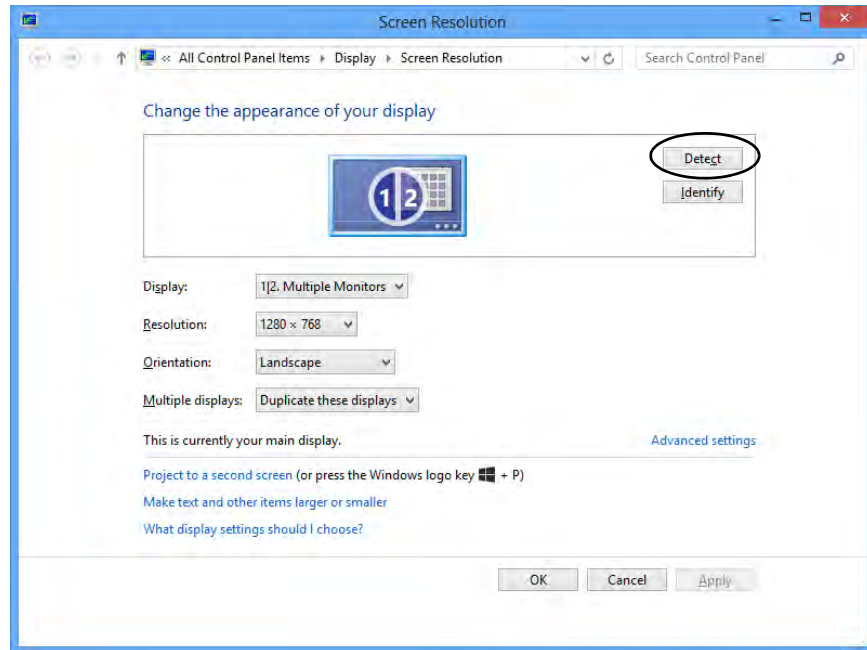 Screen Resolution
« All Control Panel Items Display Screen Resolution Search Control Panel
Change the appearance of your display
Detect
1 2
Identify
Display: 1|2. Multiple Monitors
Resolution: 1280 × 768
Orientation: Landscape
Multiple displays: Duplicate these displays
This is currently your main display. Advanced settings
Project to a second screen (or press the Windows logo key + P)
Make text and other items larger or smaller
What display settings should I choose?
OK Cancel Apply